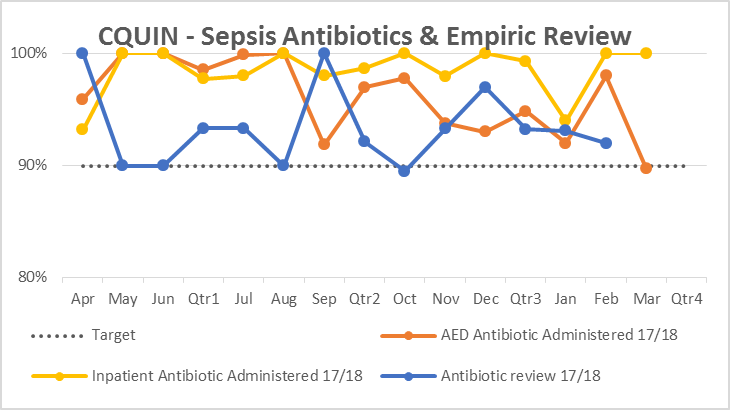 CQUIN - Sepsis Antibiotics & Empiric Review
100%
90%
80%
Apr May Jun Qtr1 Jul Aug Sep Qtr2 Oct Nov Dec Qtr3 Jan Feb Mar Qtr4
Target AED Antibiotic Administered 17/18
Inpatient Antibiotic Administered 17/18 Antibiotic review 17/18